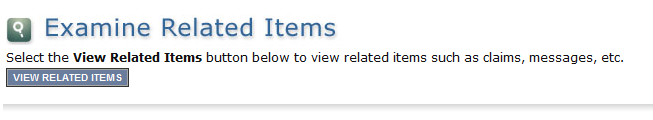 Examine Related Items
Select the View Related Items button below to view related items such as claims, messages, etc.
VIEW RELATED ITEMS